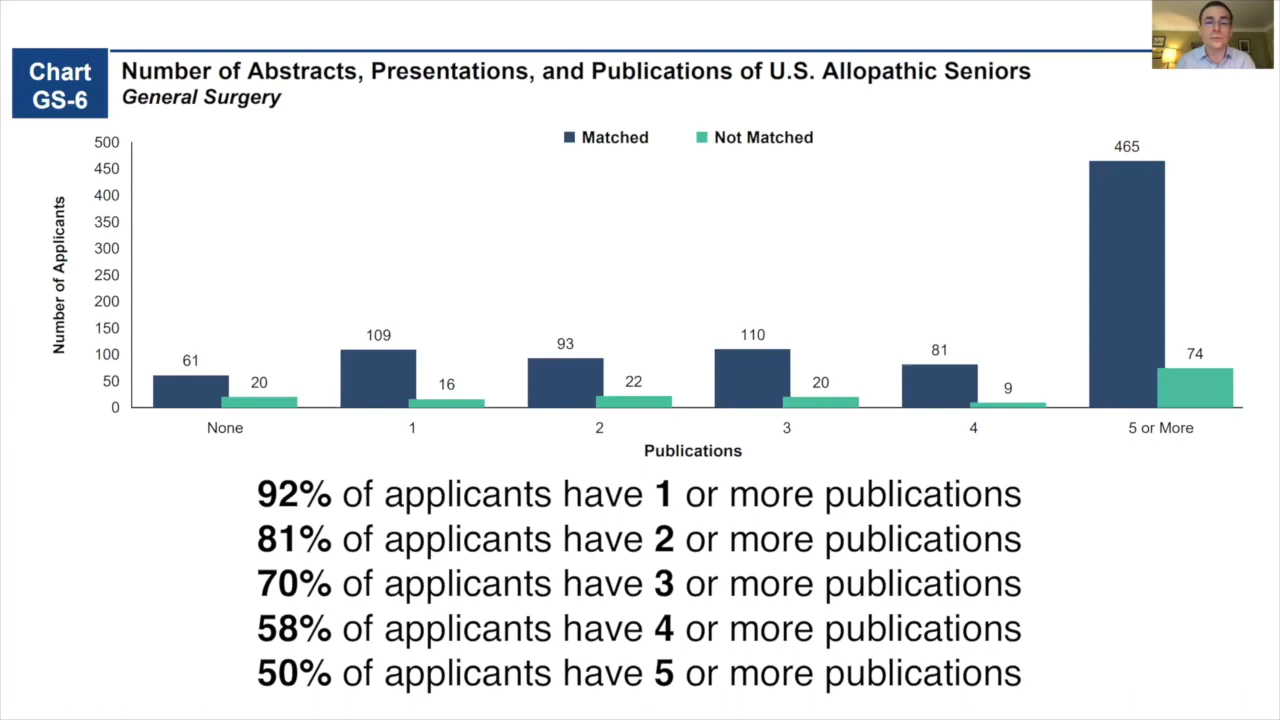 Chart
GS-6
Number of Abstracts, Presentations, and Publications of U.S. Allopathic Seniors
General Surgery
Matched
Not Matched
Number of Applicants
500
450
400
350
300
250
200
150
100
50
0
61
20
109
16
93
22
110
20
81
9
465
74
None
1
2
3
4
5 or More
Publications
92% of applicants have 1 or more publications
81% of applicants have 2 or more publications
70% of applicants have 3 or more publications
58% of applicants have 4 or more publications
50% of applicants have 5 or more publications